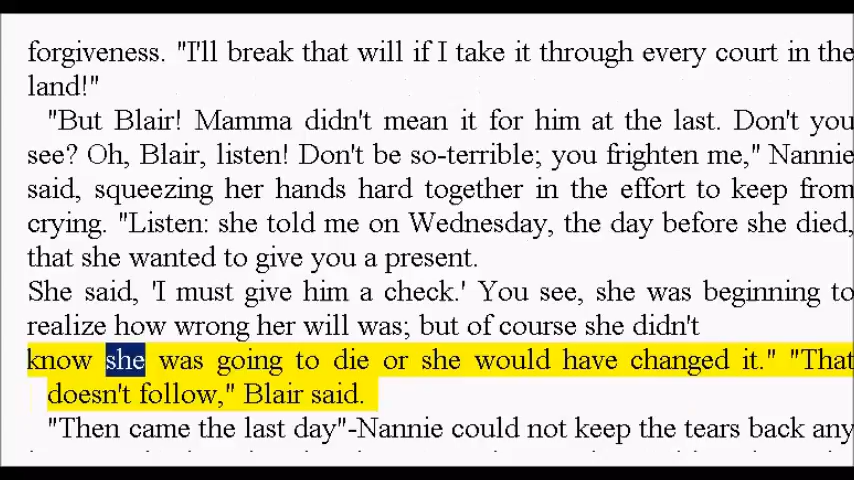 forgiveness. "I'll break that will if I take it through every court in the
land!"
"But Blair! Mamma didn't mean it for him at the last. Don't you
see? Oh, Blair, listen! Don't be so-terrible; you frighten me," Nannie
said, squeezing her hands hard together in the effort to keep from
crying. "Listen: she told me on Wednesday, the day before she died,
that she wanted to give you a present.
She said, 'I must give him a check.' You see, she was beginning to
realize how wrong her will was; but of course she didn't
know she was going to die or she would have changed it." "That
doesn't follow," Blair said.
"Then came the last day"-Nannie could not keep the tears back any